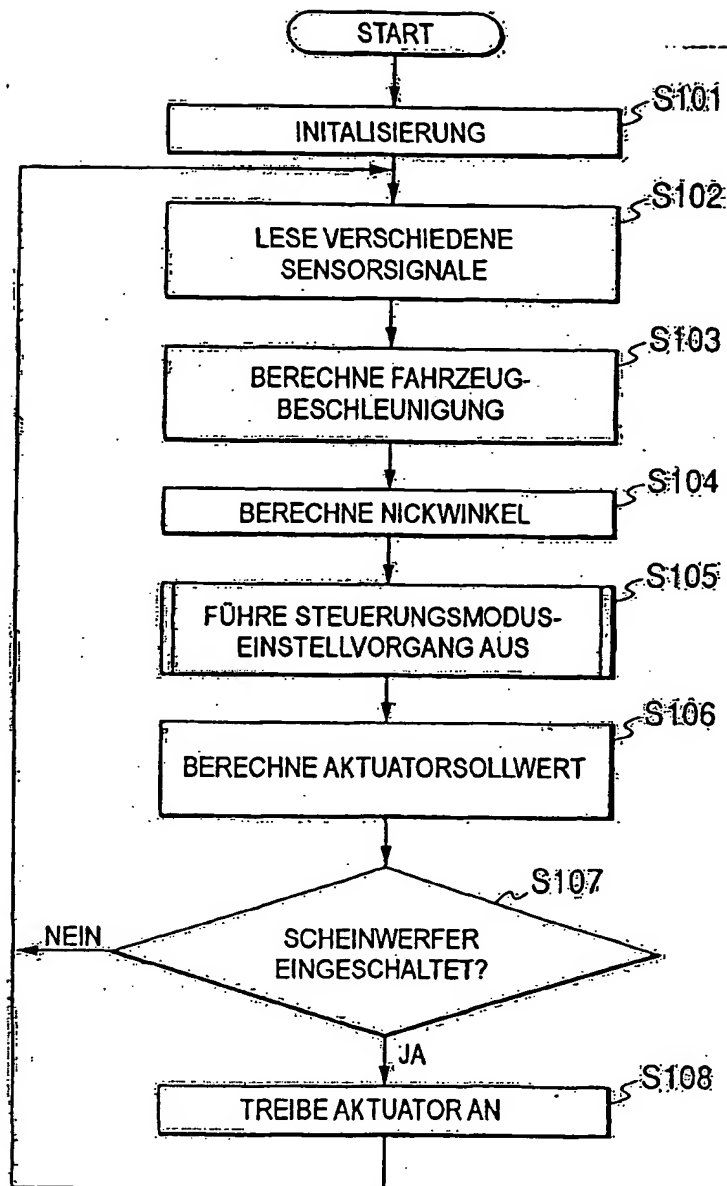 START
S101
INITALISIERUNG
S102
LESE VERSCHIEDENE
SENSORSIGNALE
S103
BERECHNE FAHRZEUG-
BESCHLEUNIGUNG
S104
BERECHNE NICKWINKEL
S105
FÜHRE STEUERUNGSMODUS-
EINSTELLVORGANG AUS
S106
BERECHNE AKTUATORSOLLWERT
S107
NEIN
SCHEINWERFER
EINGESCHALTET?
JA
S108
TREIBE AKTUATOR AN